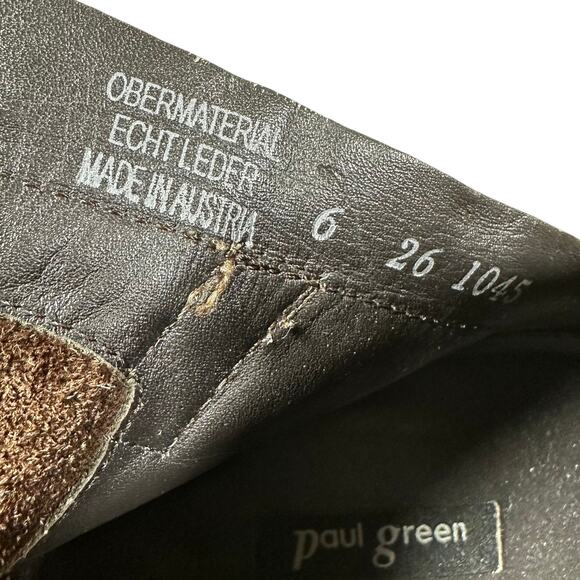 OBERMATERIAL
ECHT LEDER
MADE IN AUSTRIA
6 26 1045
paul green